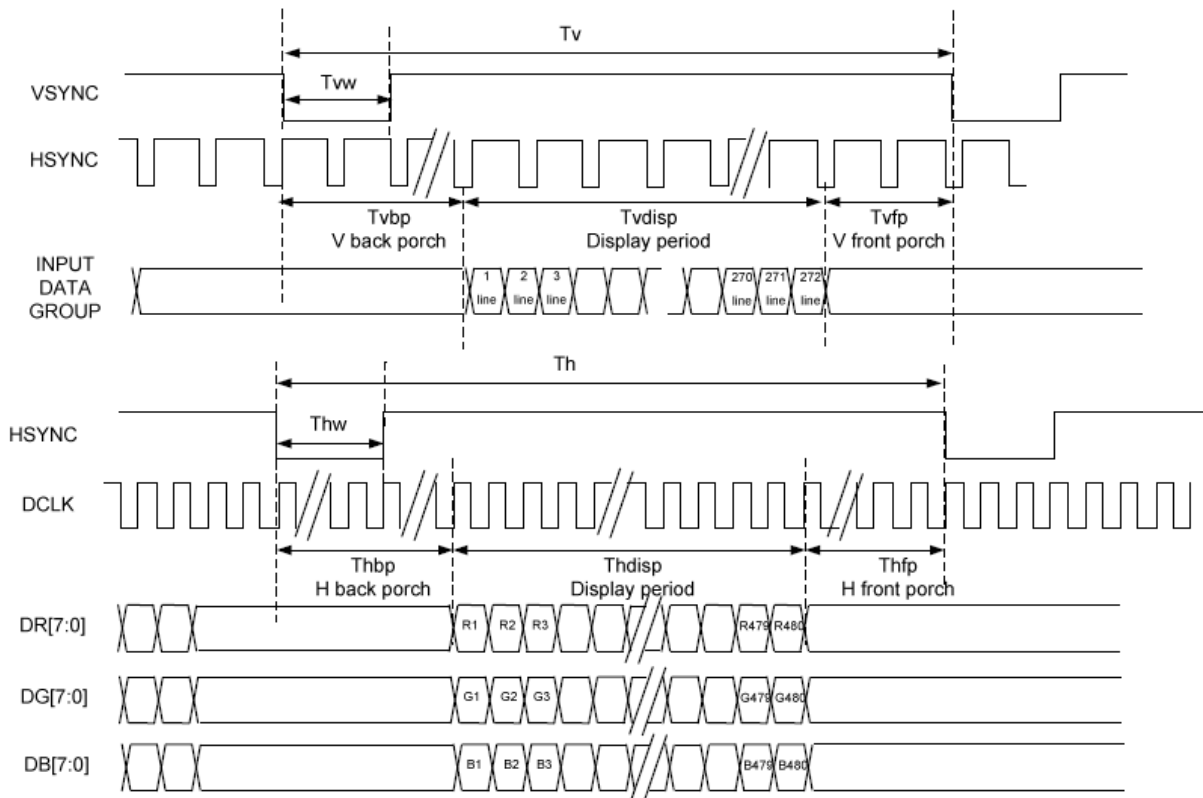 Tv
Tvw
VSYNC
HSYNC
Tvbp
V back porch
Tvdisp
Display period
Tvfp
V front porch
INPUT
DATA
GROUP
1
line
2
line
3
line
270
line
271
line
272
line
Th
Thw
HSYNC
DCLK
Thbp
H back porch
Thdisp
Display period
Thfp
H front porch
DR[7:0]
R1
R2
R3
R479
R480
DG[7:0]
G1
G2
G3
G479
G480
DB[7:0]
B1
B2
B3
B479
B480